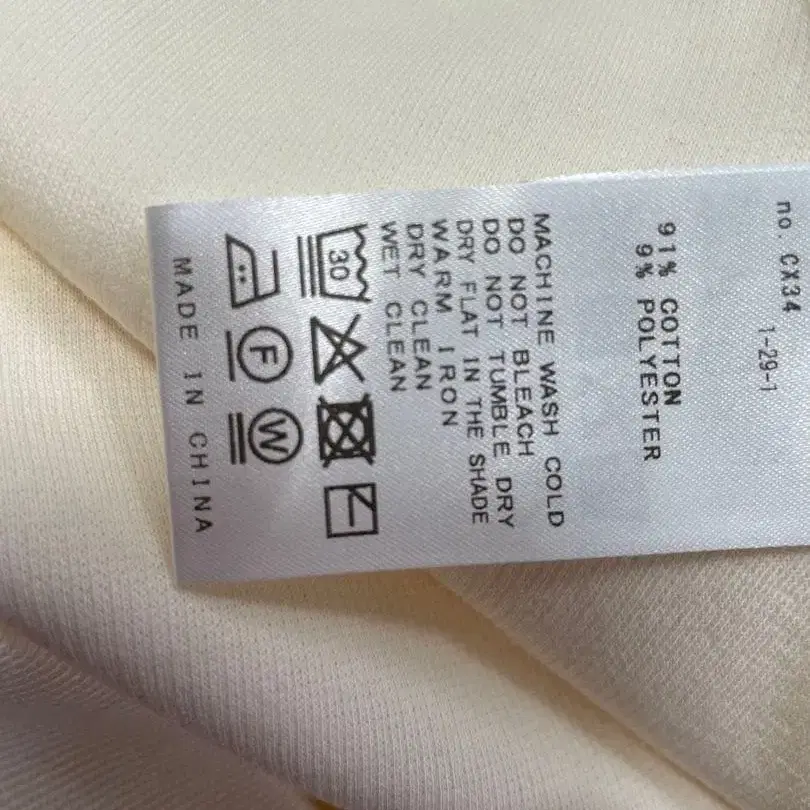 no. CX34
1-29-1
91% COTTON
9% POLYESTER
MACHINE WASH COLD
DO NOT BLEACH
DO NOT TUMBLE DRY
DRY FLAT IN THE SHADE
WARM IRON
DRY CLEAN
WET CLEAN
30
F
W
MADE IN CHINA